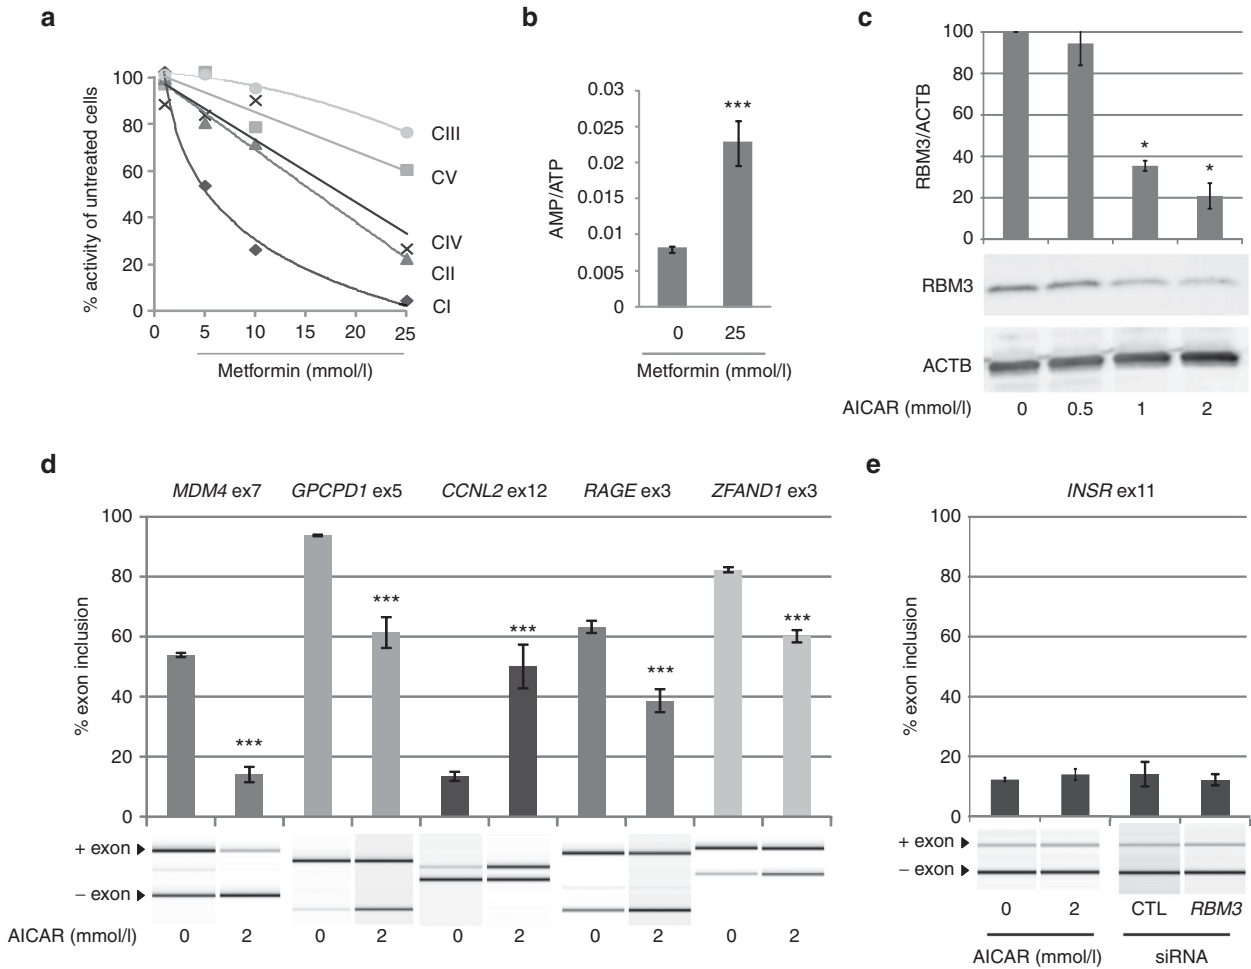 a
% activity of untreated cells
100
80
60
40
20
0
0 5 10 15 20 25
Metformin (mmol/l)
CIII
CV
CIV
CII
CI
b
AMP/ATP
0.03
0.025
0.02
0.015
0.01
0.005
0
***
0 25
Metformin (mmol/l)
c
RBM3/ACTB
100
80
60
40
20
0
* *
RBM3
ACTB
AICAR (mmol/l) 0 0.5 1 2
d
MDM4 ex7 GPCPD1 ex5 CCNL2 ex12 RAGE ex3 ZFAND1 ex3
% exon inclusion
100
80
60
40
20
0
*** *** *** *** ***
+ exon
− exon
AICAR (mmol/l) 0 2 0 2 0 2 0 2 0 2
e
INSR ex11
% exon inclusion
100
80
60
40
20
0
+ exon
− exon
0 2 CTL RBM3
AICAR (mmol/l) siRNA